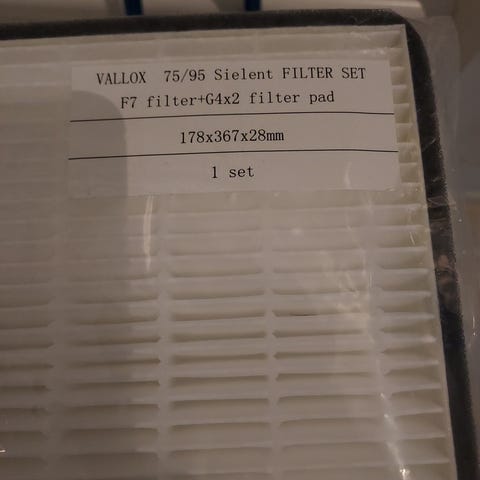 VALLOX 75/95 Sielent FILTER SET
F7 filter+G4x2 filter pad
178x367x28mm
1 set